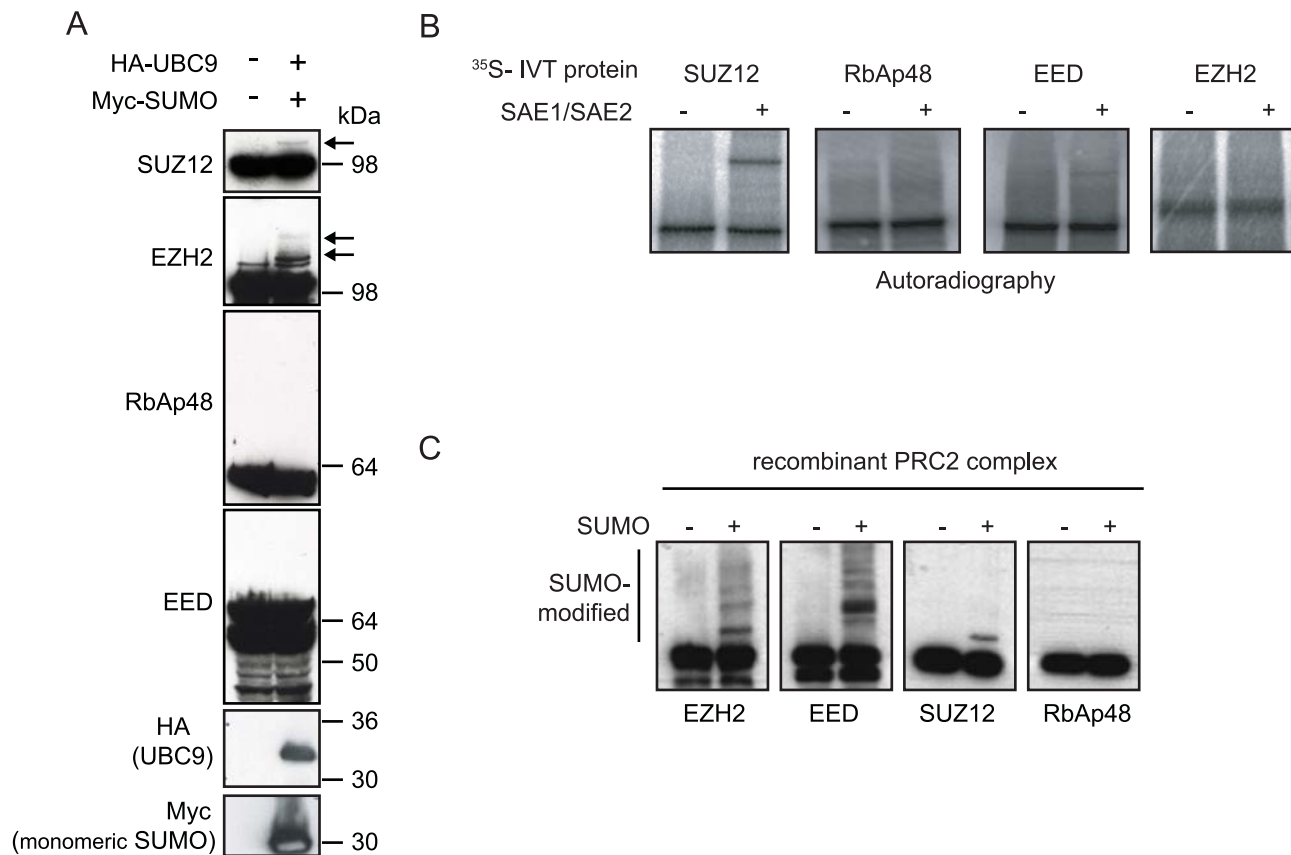 A
HA-UBC9 - +
Myc-SUMO - +
kDa
SUZ12 98
EZH2 98
RbAp48 64
EED 64
50
HA
(UBC9)
36
30
Myc
(monomeric SUMO) 30
B
35S- IVT protein SUZ12 RbAp48 EED EZH2
SAE1/SAE2 - + - + - + - +
Autoradiography
C
recombinant PRC2 complex
SUMO - + - + - + - +
SUMO-
modified
EZH2 EED SUZ12 RbAp48